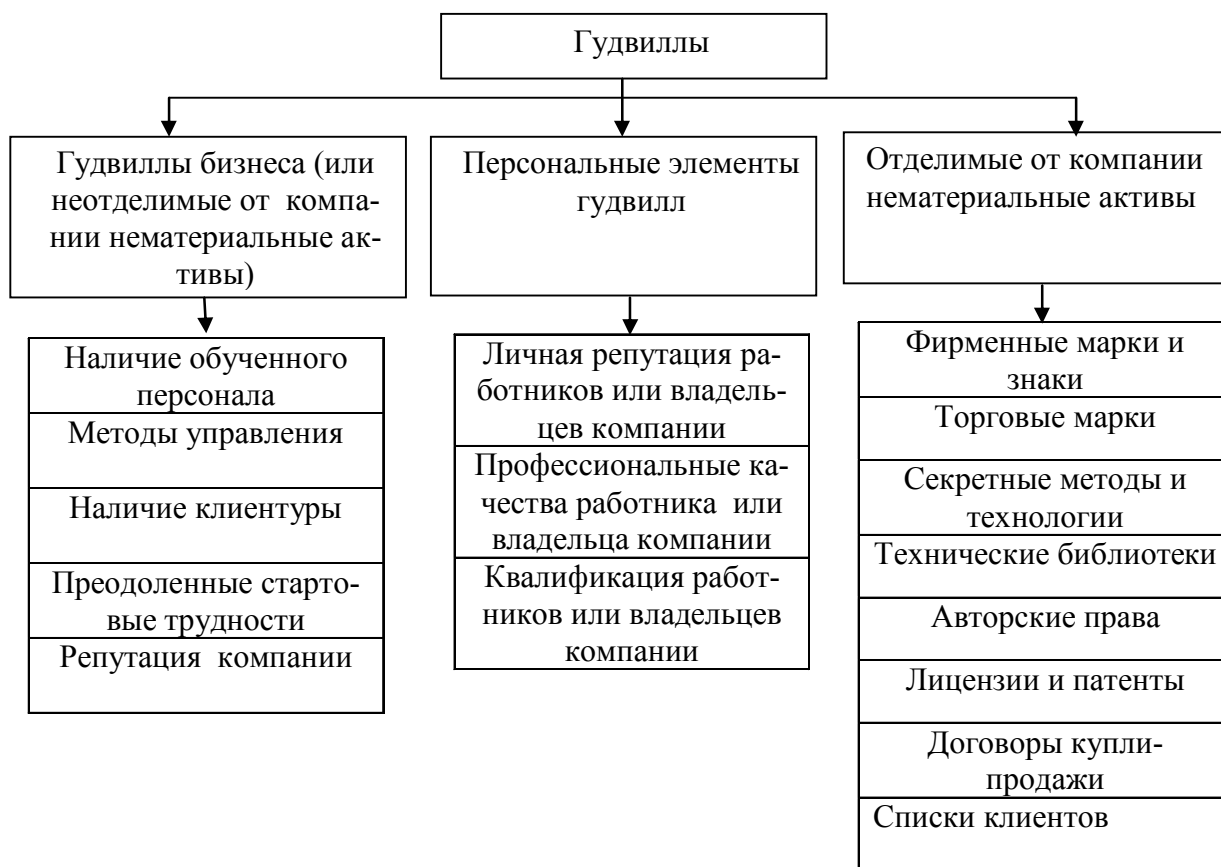 Гудвиллы
Гудвиллы бизнеса (или
неотделимые от компа-
нии нематериальные ак-
тивы)
Персональные элементы
гудвилл
Отделимые от компании
нематериальные активы
Наличие обученного
персонала
Методы управления
Наличие клиентуры
Преодоленные старто-
вые трудности
Репутация компании
Личная репутация ра-
ботников или владель-
цев компании
Профессиональные ка-
чества работника или
владельца компании
Квалификация работ-
ников или владельцев
компании
Фирменные марки и
знаки
Торговые марки
Секретные методы и
технологии
Технические библиотеки
Авторские права
Лицензии и патенты
Договоры купли-
продажи
Списки клиентов